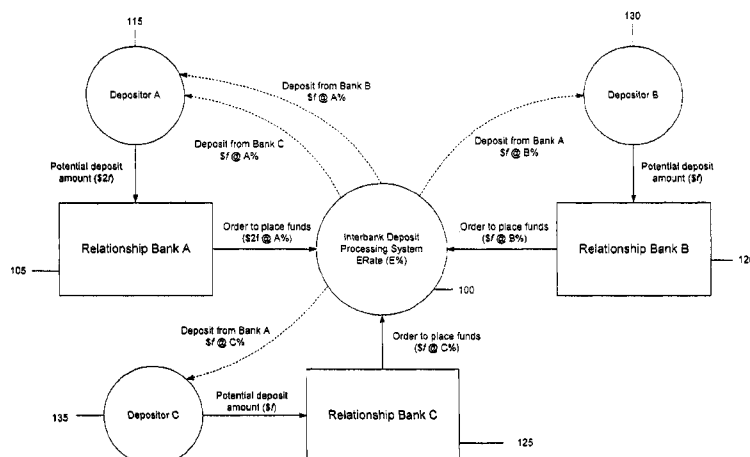 115
130
Depositor A
Deposit from Bank B
$f @ A%
Depositor B
Deposit from Bank C
$f @ A%
Deposit from Bank A
$f @ B%
Potential deposit
amount ($2f)
Potential deposit
amount ($f)
Relationship Bank A
Order to place funds
($2f @ A%)
Interbank Deposit
Processing System
ERate (E%)
Order to place funds
($f @ B%)
Relationship Bank B
105
120
100
Deposit from Bank A
$f @ C%
Order to place funds
($f @ C%)
135
Depositor C
Potential deposit
amount ($f)
Relationship Bank C
125